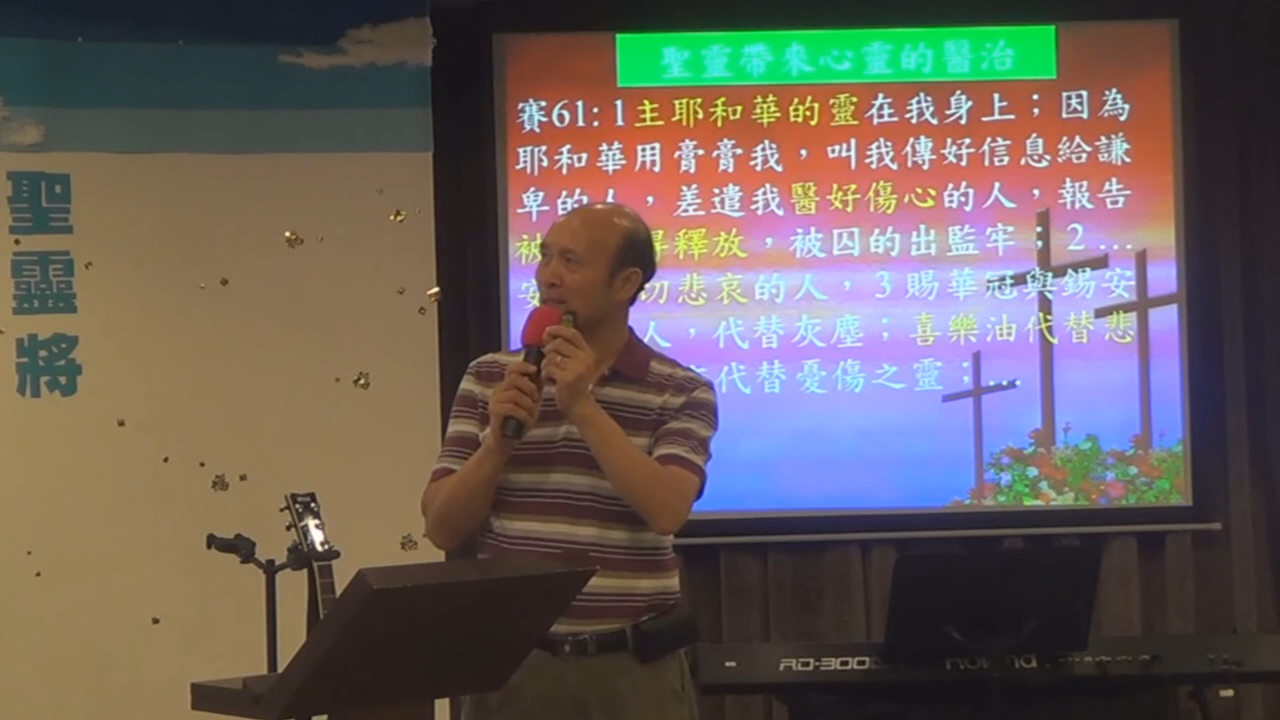 聖靈將
聖靈帶來心靈的醫治
賽61:1主耶和華的靈在我身上；因為
耶和華用膏膏我，叫我傳好信息給謙
卑的人，差遣我醫好傷心的人，報告
被 得釋放，被囚的出監牢；2…
安 切悲哀的人，3賜華冠與錫安
人，代替灰塵；喜樂油代替悲
代替憂傷之靈；…
福
RD-300
Roland